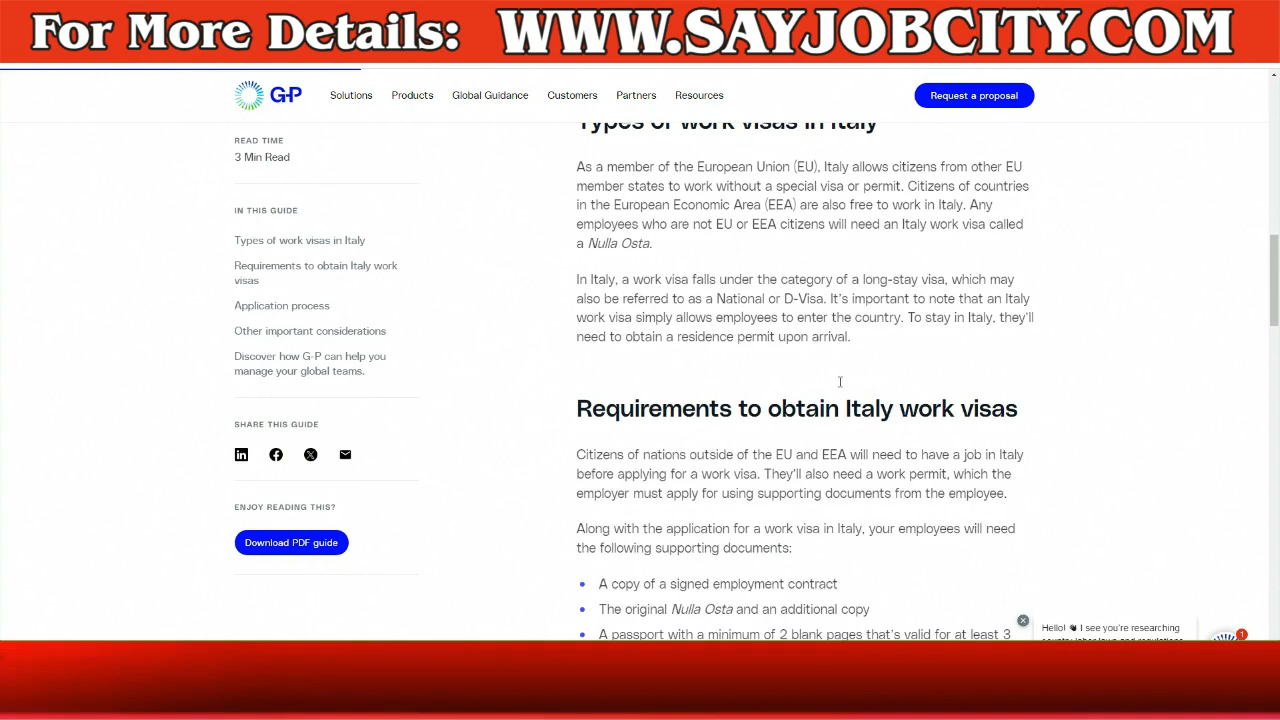 For More Details: WWW.SAYJOBCITY.COM
G-P
Solutions
Products
Global Guidance
Customers
Partners
Resources
Request a proposal
READ TIME
3 Min Read
IN THIS GUIDE
Types of work visas in Italy
Requirements to obtain Italy work
visas
Application process
Other important considerations
Discover how G-P can help you
manage your global teams.
SHARE THIS GUIDE
ENJOY READING THIS?
Download PDF guide
Types of work visas in Italy
As a member of the European Union (EU), Italy allows citizens from other EU
member states to work without a special visa or permit. Citizens of countries
in the European Economic Area (EEA) are also free to work in Italy. Any
employees who are not EU or EEA citizens will need an Italy work visa called
a Nulla Osta.
In Italy, a work visa falls under the category of a long-stay visa, which may
also be referred to as a National or D-Visa. It's important to note that an Italy
work visa simply allows employees to enter the country. To stay in Italy, they'll
need to obtain a residence permit upon arrival.
Requirements to obtain Italy work visas
Citizens of nations outside of the EU and EEA will need to have a job in Italy
before applying for a work visa. They'll also need a work permit, which the
employer must apply for using supporting documents from the employee.
Along with the application for a work visa in Italy, your employees will need
the following supporting documents:
A copy of a signed employment contract
The original Nulla Osta and an additional copy
A passport with a minimum of 2 blank pages that's valid for at least 3
Hello! 👋 I see you're researching
country labor laws and regulations
1